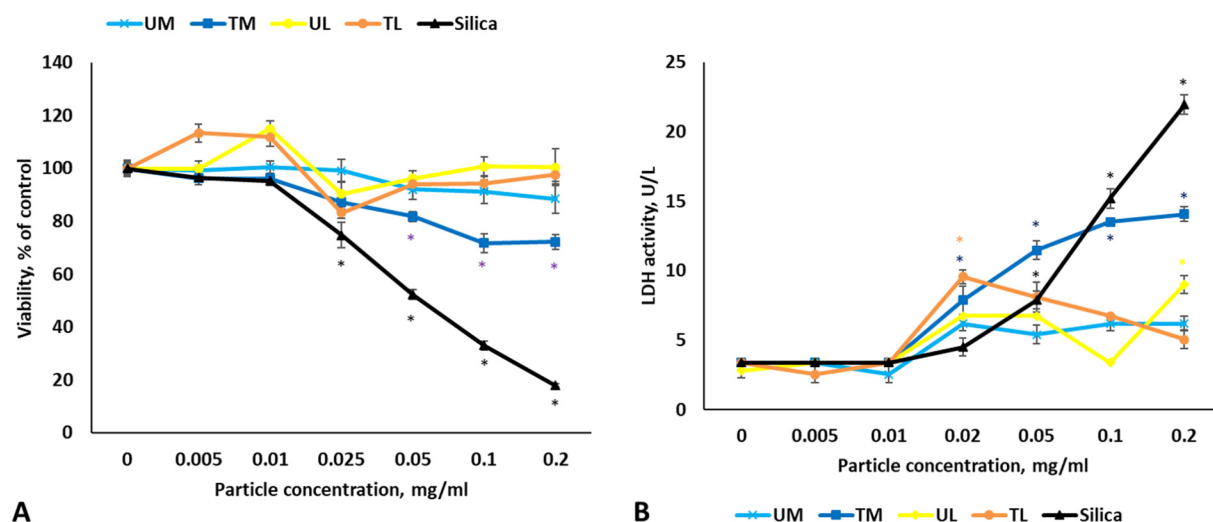 UM TM UL TL Silica
140
120
100
80
60
40
20
0
Viability, % of control
* * *
* * * *
0 0.005 0.01 0.025 0.05 0.1 0.2
Particle concentration, mg/ml
A
25
20
15
10
5
0
LDH activity, U/L
* * * * * * * * *
0 0.005 0.01 0.02 0.05 0.1 0.2
Particle concentration, mg/ml
B
UM TM UL TL Silica